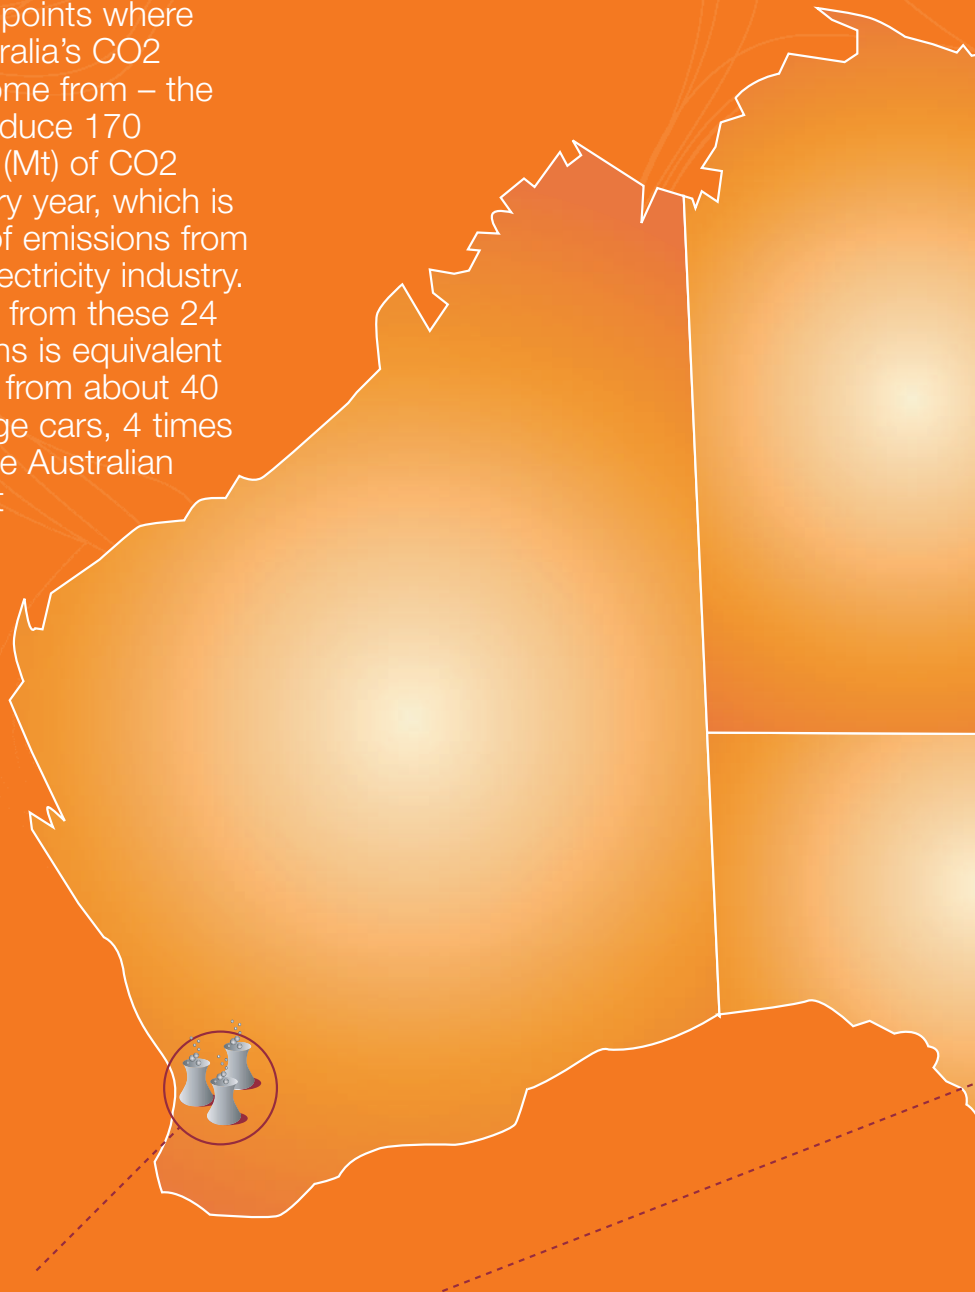 points where
ralia’s CO2
ome from – the
duce 170
(Mt) of CO2
ry year, which is
of emissions from
ectricity industry.
from these 24
ns is equivalent
from about 40
ge cars, 4 times
e Australian